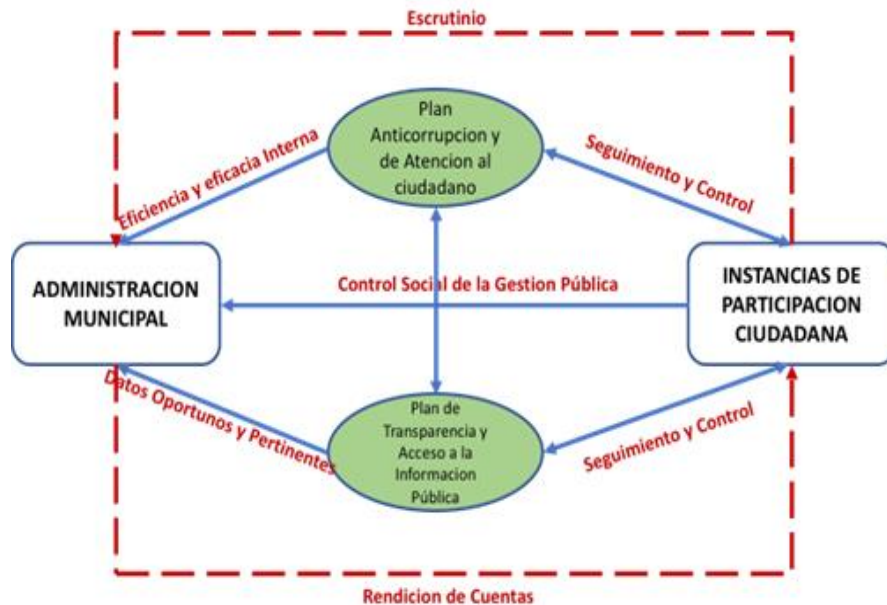 Escrutinio
Plan
Anticorrupcion y
de Atencion al
ciudadano
Eficiencia y eficacia Interna
Seguimiento y Control
ADMINISTRACION
MUNICIPAL
Control Social de la Gestion Pública
INSTANCIAS DE
PARTICIPACION
CIUDADANA
Datos Oportunos y Pertinentes
Plan de
Transparencia y
Acceso a la
Informacion
Pública
Seguimiento y Control
Rendicion de Cuentas